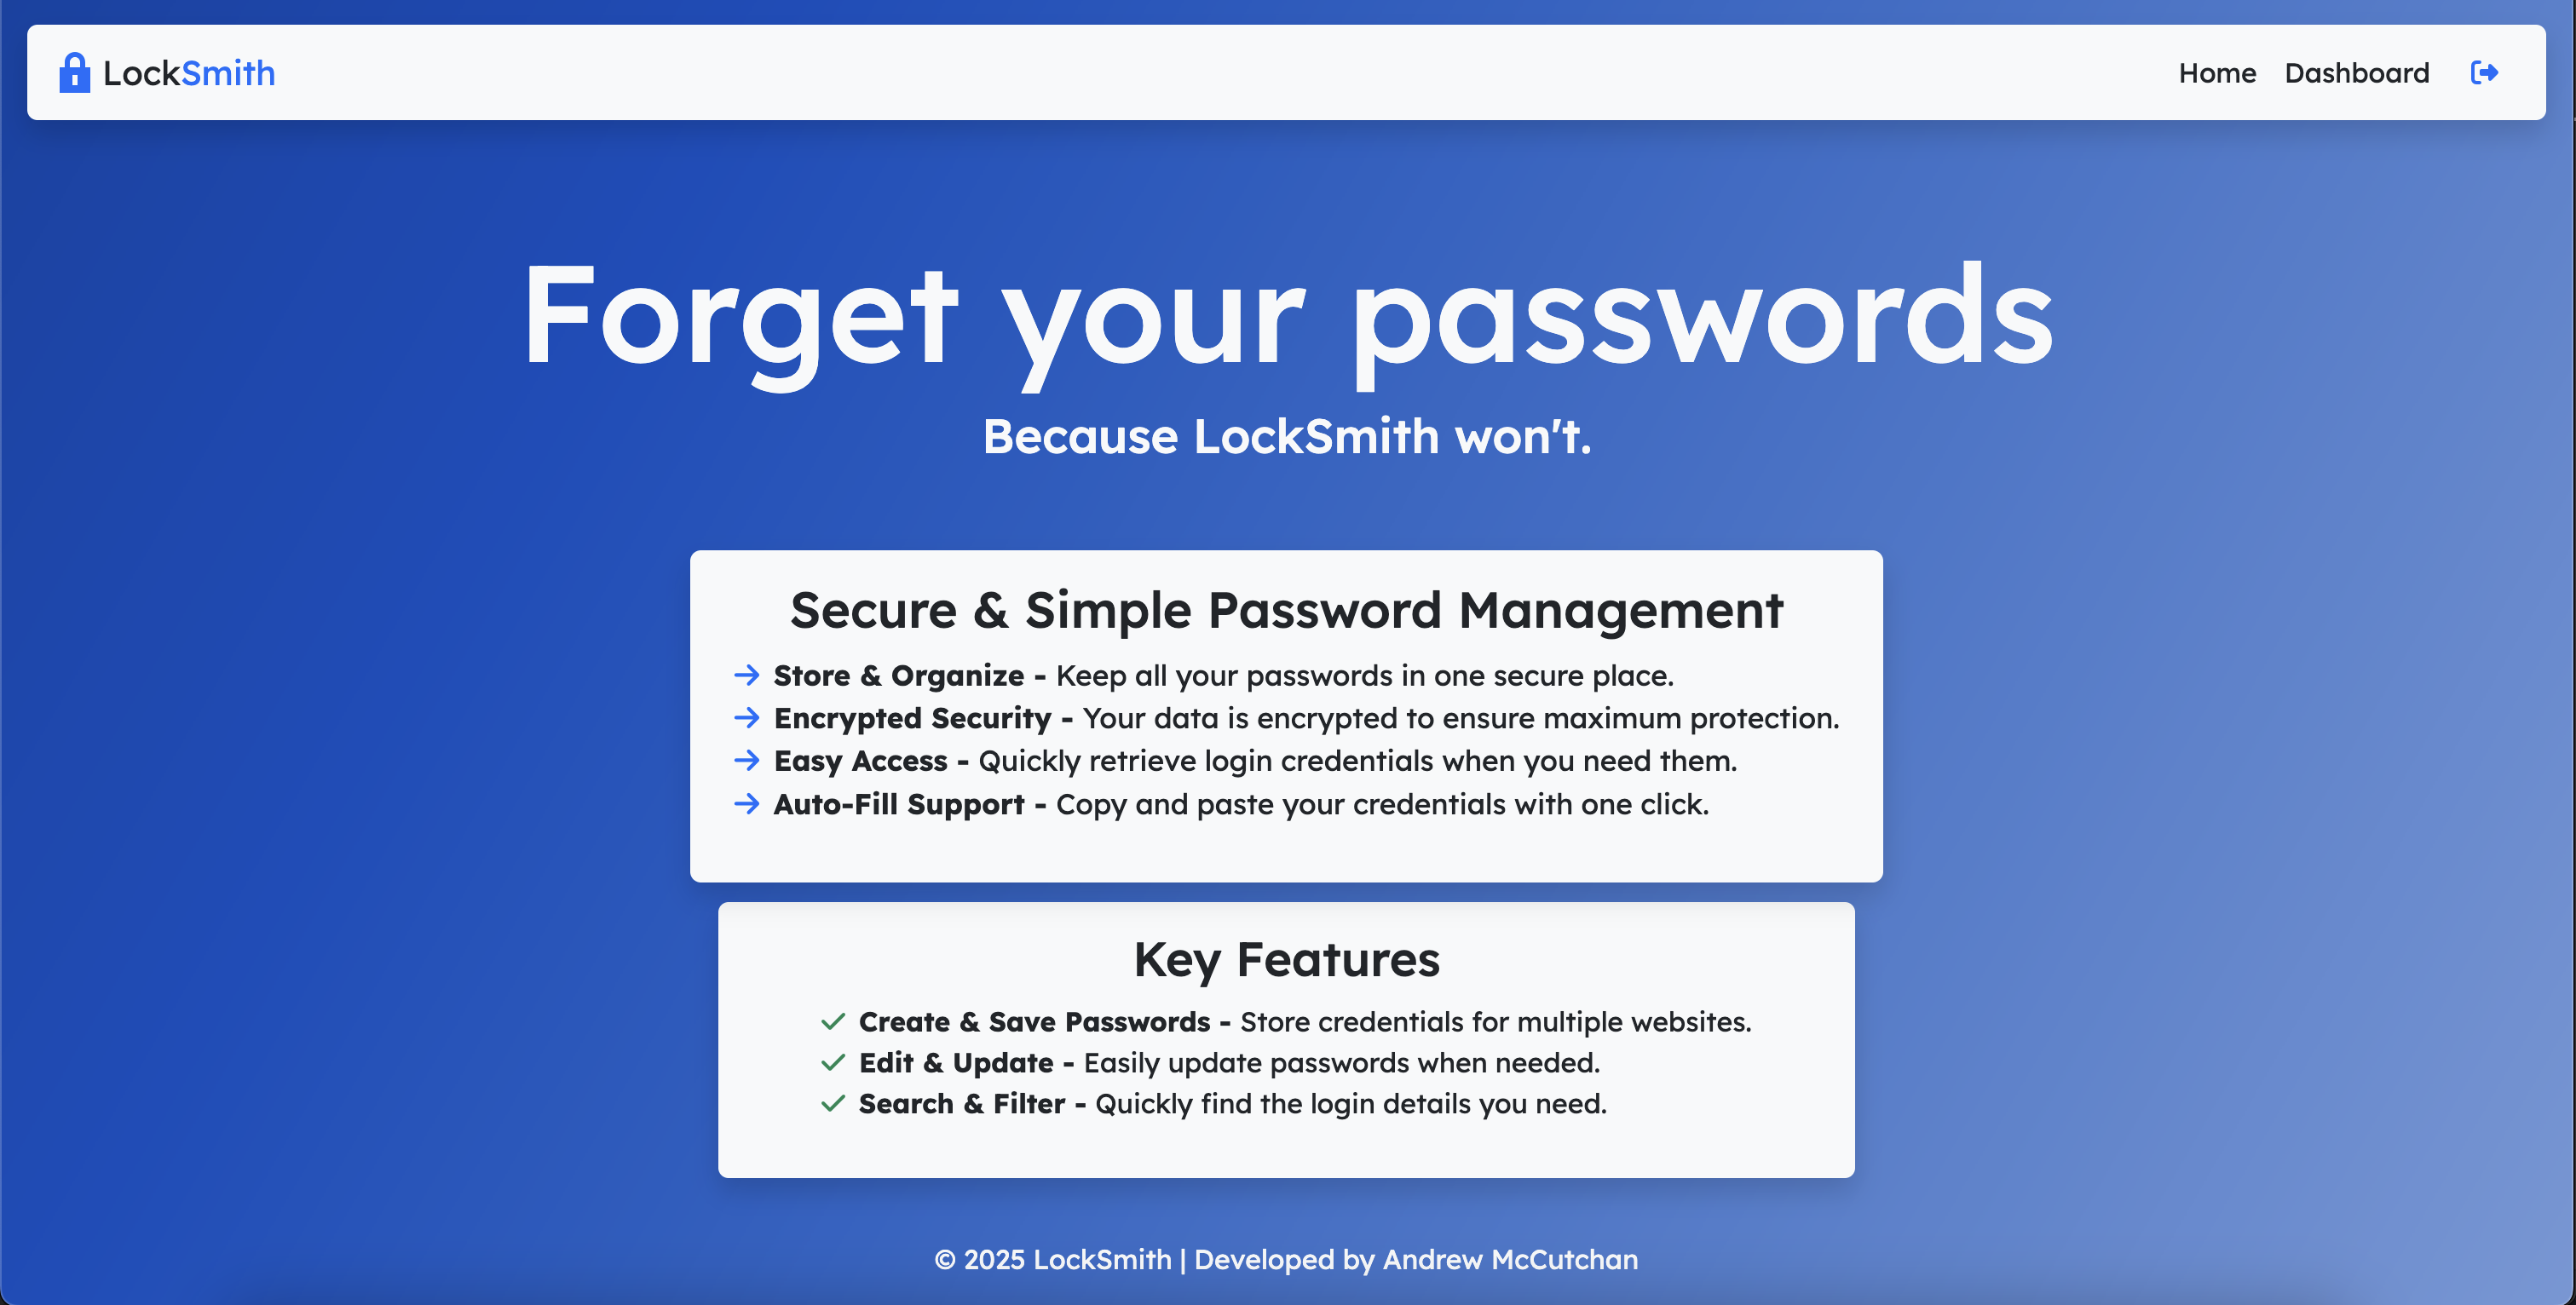 LockSmith
Home Dashboard
Forget your passwords
Because LockSmith won't.
Secure & Simple Password Management
Store & Organize - Keep all your passwords in one secure place.
Encrypted Security - Your data is encrypted to ensure maximum protection.
Easy Access - Quickly retrieve login credentials when you need them.
Auto-Fill Support - Copy and paste your credentials with one click.
Key Features
Create & Save Passwords - Store credentials for multiple websites.
Edit & Update - Easily update passwords when needed.
Search & Filter - Quickly find the login details you need.
© 2025 LockSmith | Developed by Andrew McCutchan